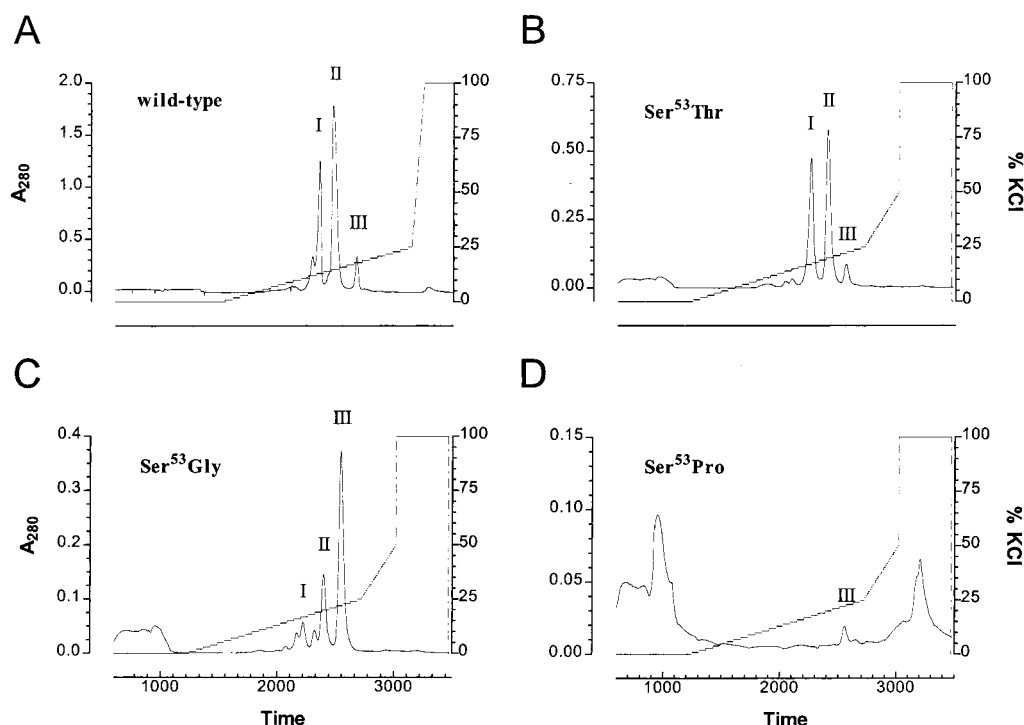 A
wild-type
I
II
III
2.0
1.5
1.0
0.5
0.0
A280
100
75
50
25
0
B
Ser53Thr
I
II
III
0.75
0.50
0.25
0.00
100
75
50
25
0
% KCl
C
Ser53Gly
I
II
III
0.4
0.3
0.2
0.1
0.0
A280
100
75
50
25
0
1000
2000
3000
Time
D
Ser53Pro
III
0.15
0.10
0.05
0.00
100
75
50
25
0
% KCl
1000
2000
3000
Time